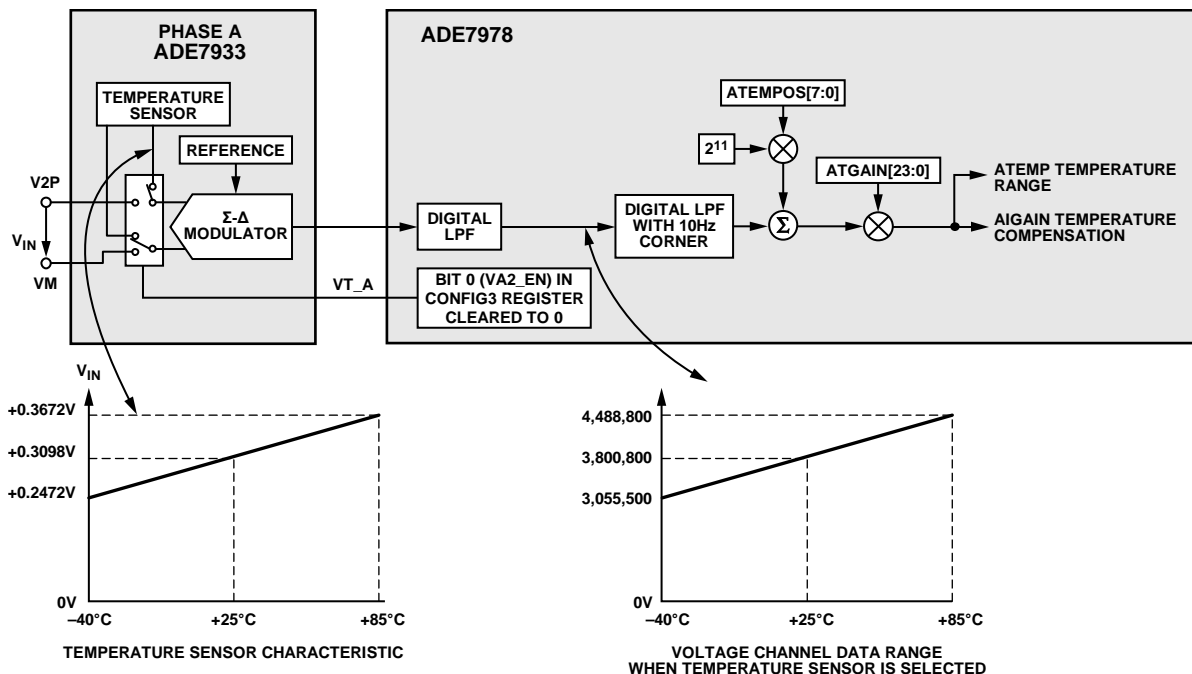 PHASE A
ADE7933
TEMPERATURE
SENSOR
REFERENCE
V2P
VIN
VM
Σ-Δ
MODULATOR
ADE7978
ATEMPOS[7:0]
2¹¹
ATGAIN[23:0]
DIGITAL
LPF
DIGITAL LPF
WITH 10Hz
CORNER
Σ
ATEMP TEMPERATURE
RANGE
AIGAIN TEMPERATURE
COMPENSATION
VT_A
BIT 0 (VA2_EN) IN
CONFIG3 REGISTER
CLEARED TO 0
VIN
+0.3672V
+0.3098V
+0.2472V
0V
–40°C
+25°C
+85°C
TEMPERATURE SENSOR CHARACTERISTIC
4,488,800
3,800,800
3,055,500
0V
–40°C
+25°C
+85°C
VOLTAGE CHANNEL DATA RANGE
WHEN TEMPERATURE SENSOR IS SELECTED